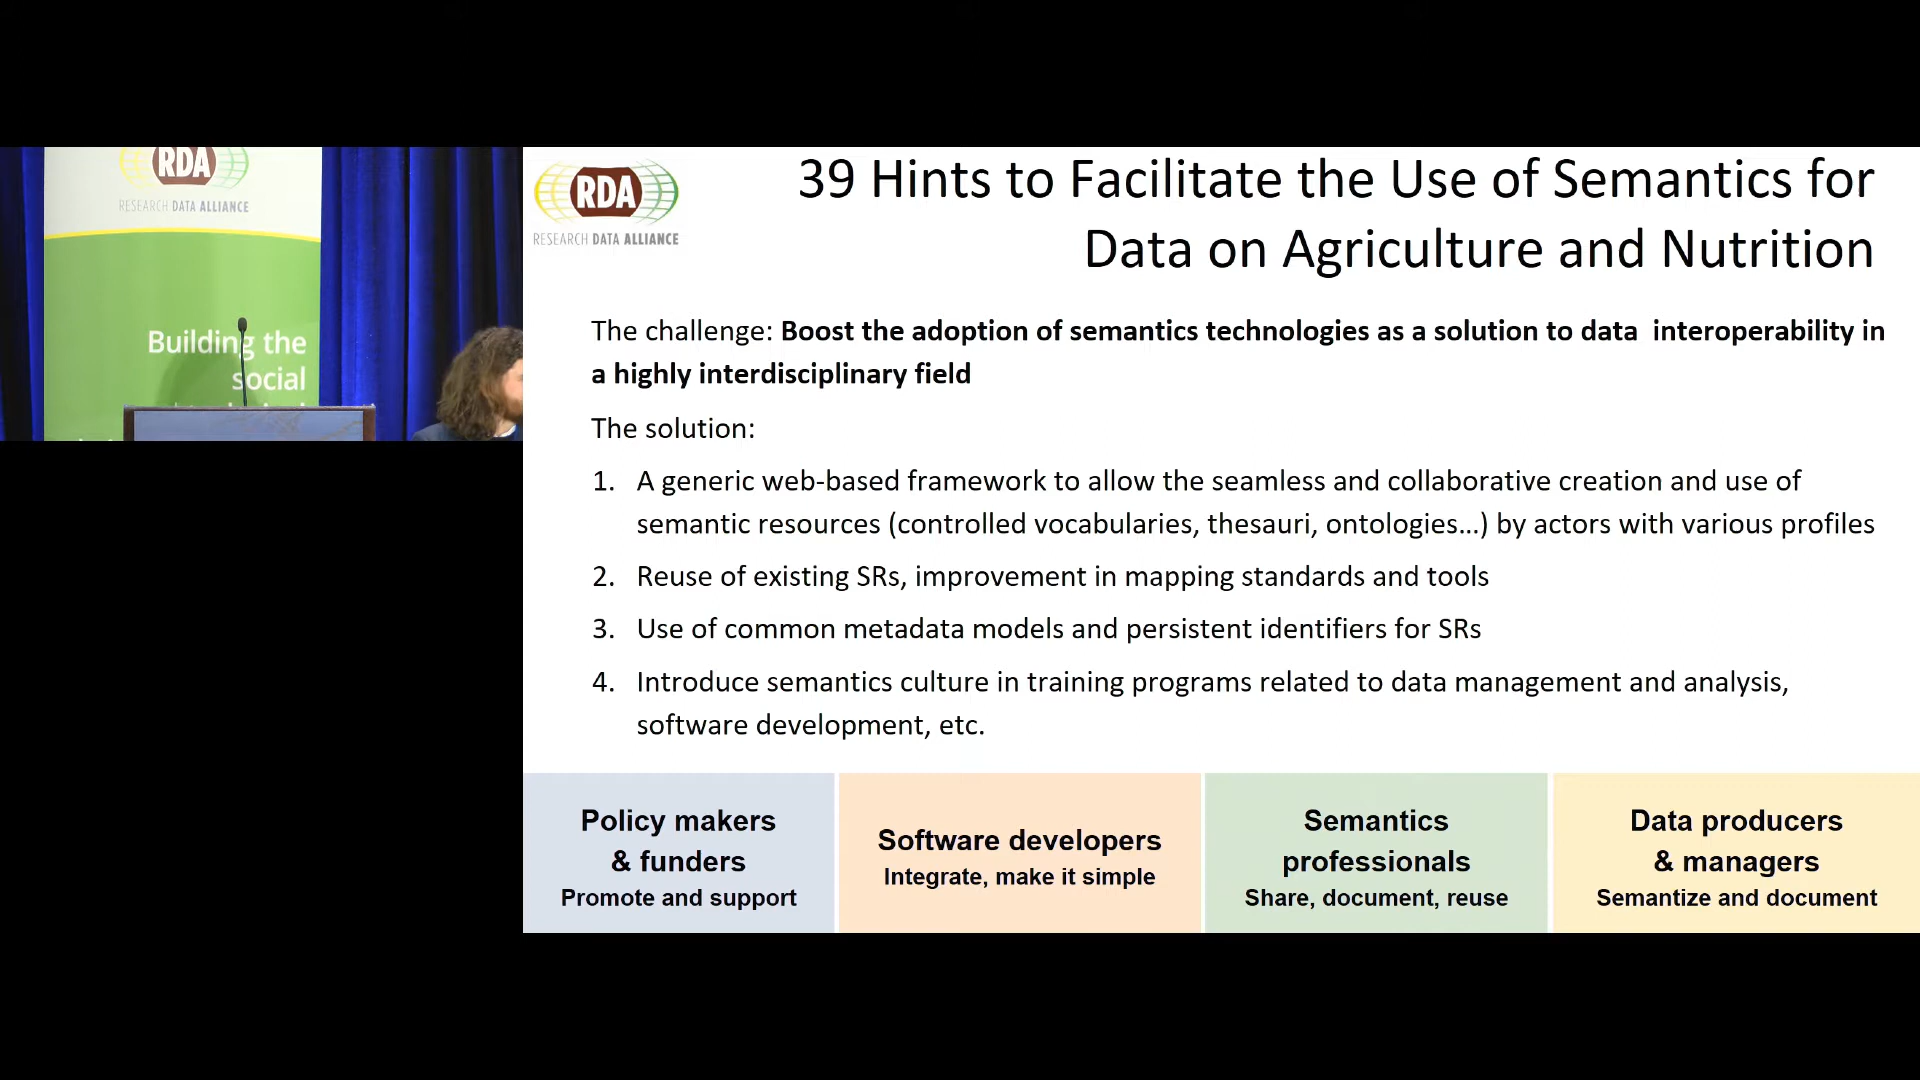 RDA
RESEARCH DATA ALLIANCE
Building the
social
RDA
RESEARCH DATA ALLIANCE
39 Hints to Facilitate the Use of Semantics for
Data on Agriculture and Nutrition
The challenge: Boost the adoption of semantics technologies as a solution to data interoperability in
a highly interdisciplinary field
The solution:
1. A generic web-based framework to allow the seamless and collaborative creation and use of
semantic resources (controlled vocabularies, thesauri, ontologies...) by actors with various profiles
2. Reuse of existing SRs, improvement in mapping standards and tools
3. Use of common metadata models and persistent identifiers for SRs
4. Introduce semantics culture in training programs related to data management and analysis,
software development, etc.
Policy makers
& funders
Promote and support
Software developers
Integrate, make it simple
Semantics
professionals
Share, document, reuse
Data producers
& managers
Semantize and document